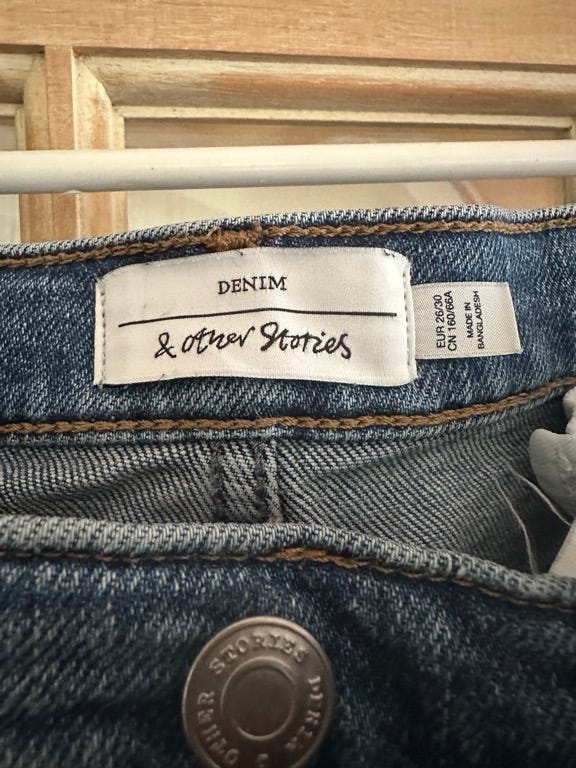 DENIM
& other Stories
EUR 26/30
CN 160/66A
MADE IN
BANGLADESH
OTHER STORIES